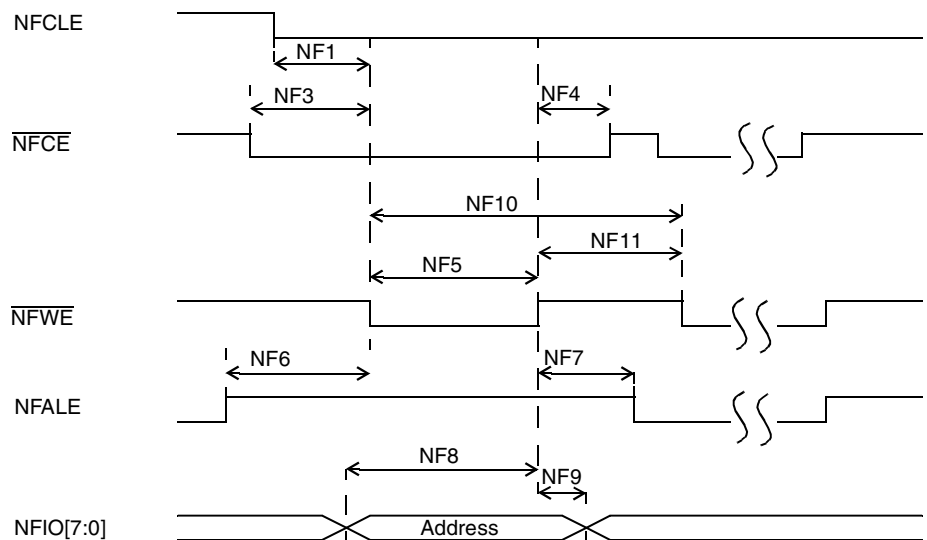 NFCLE
NF1
NF3
NF4
NFCE
NF10
NF11
NF5
NFWE
NF6
NF7
NFALE
NF8
NF9
NFIO[7:0]
Address